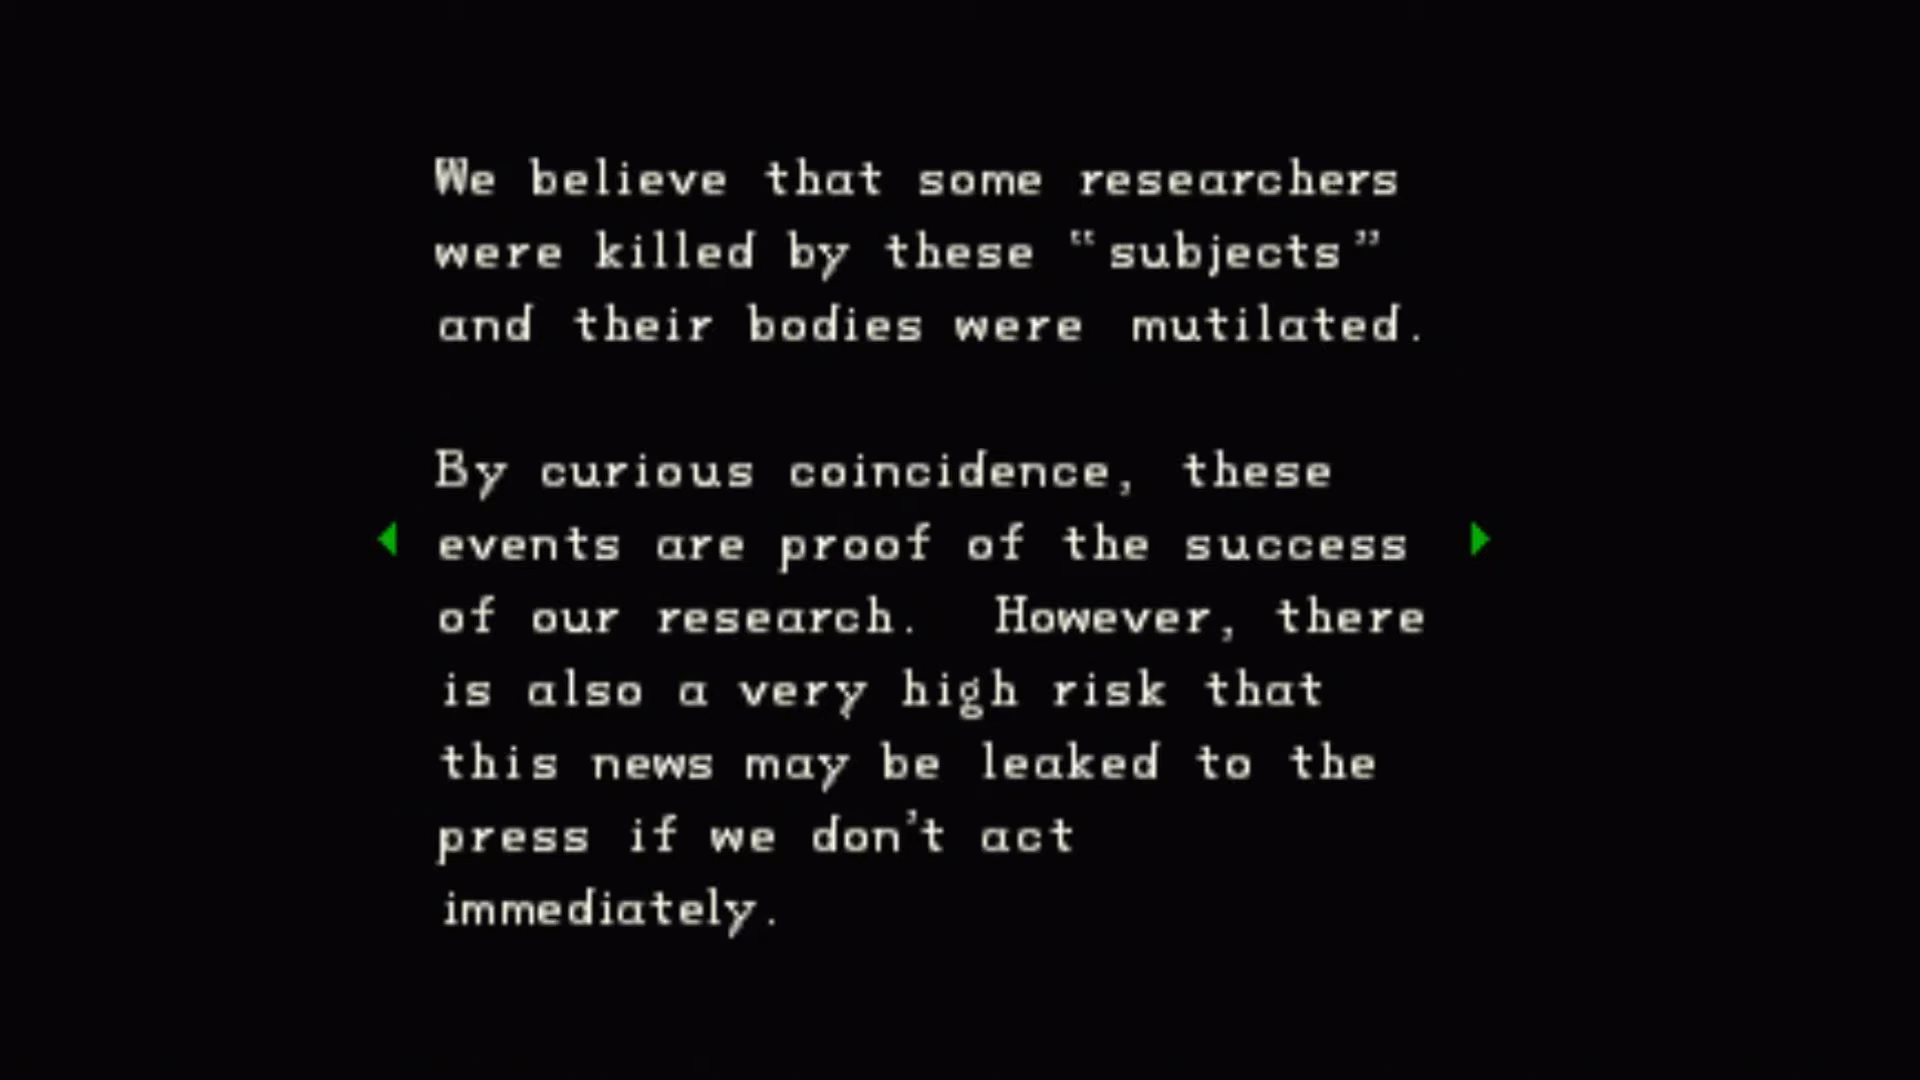 We believe that some researchers
were killed by these “subjects”
and their bodies were mutilated.
By curious coincidence, these
events are proof of the success
of our research. However, there
is also a very high risk that
this news may be leaked to the
press if we don’t act
immediately.